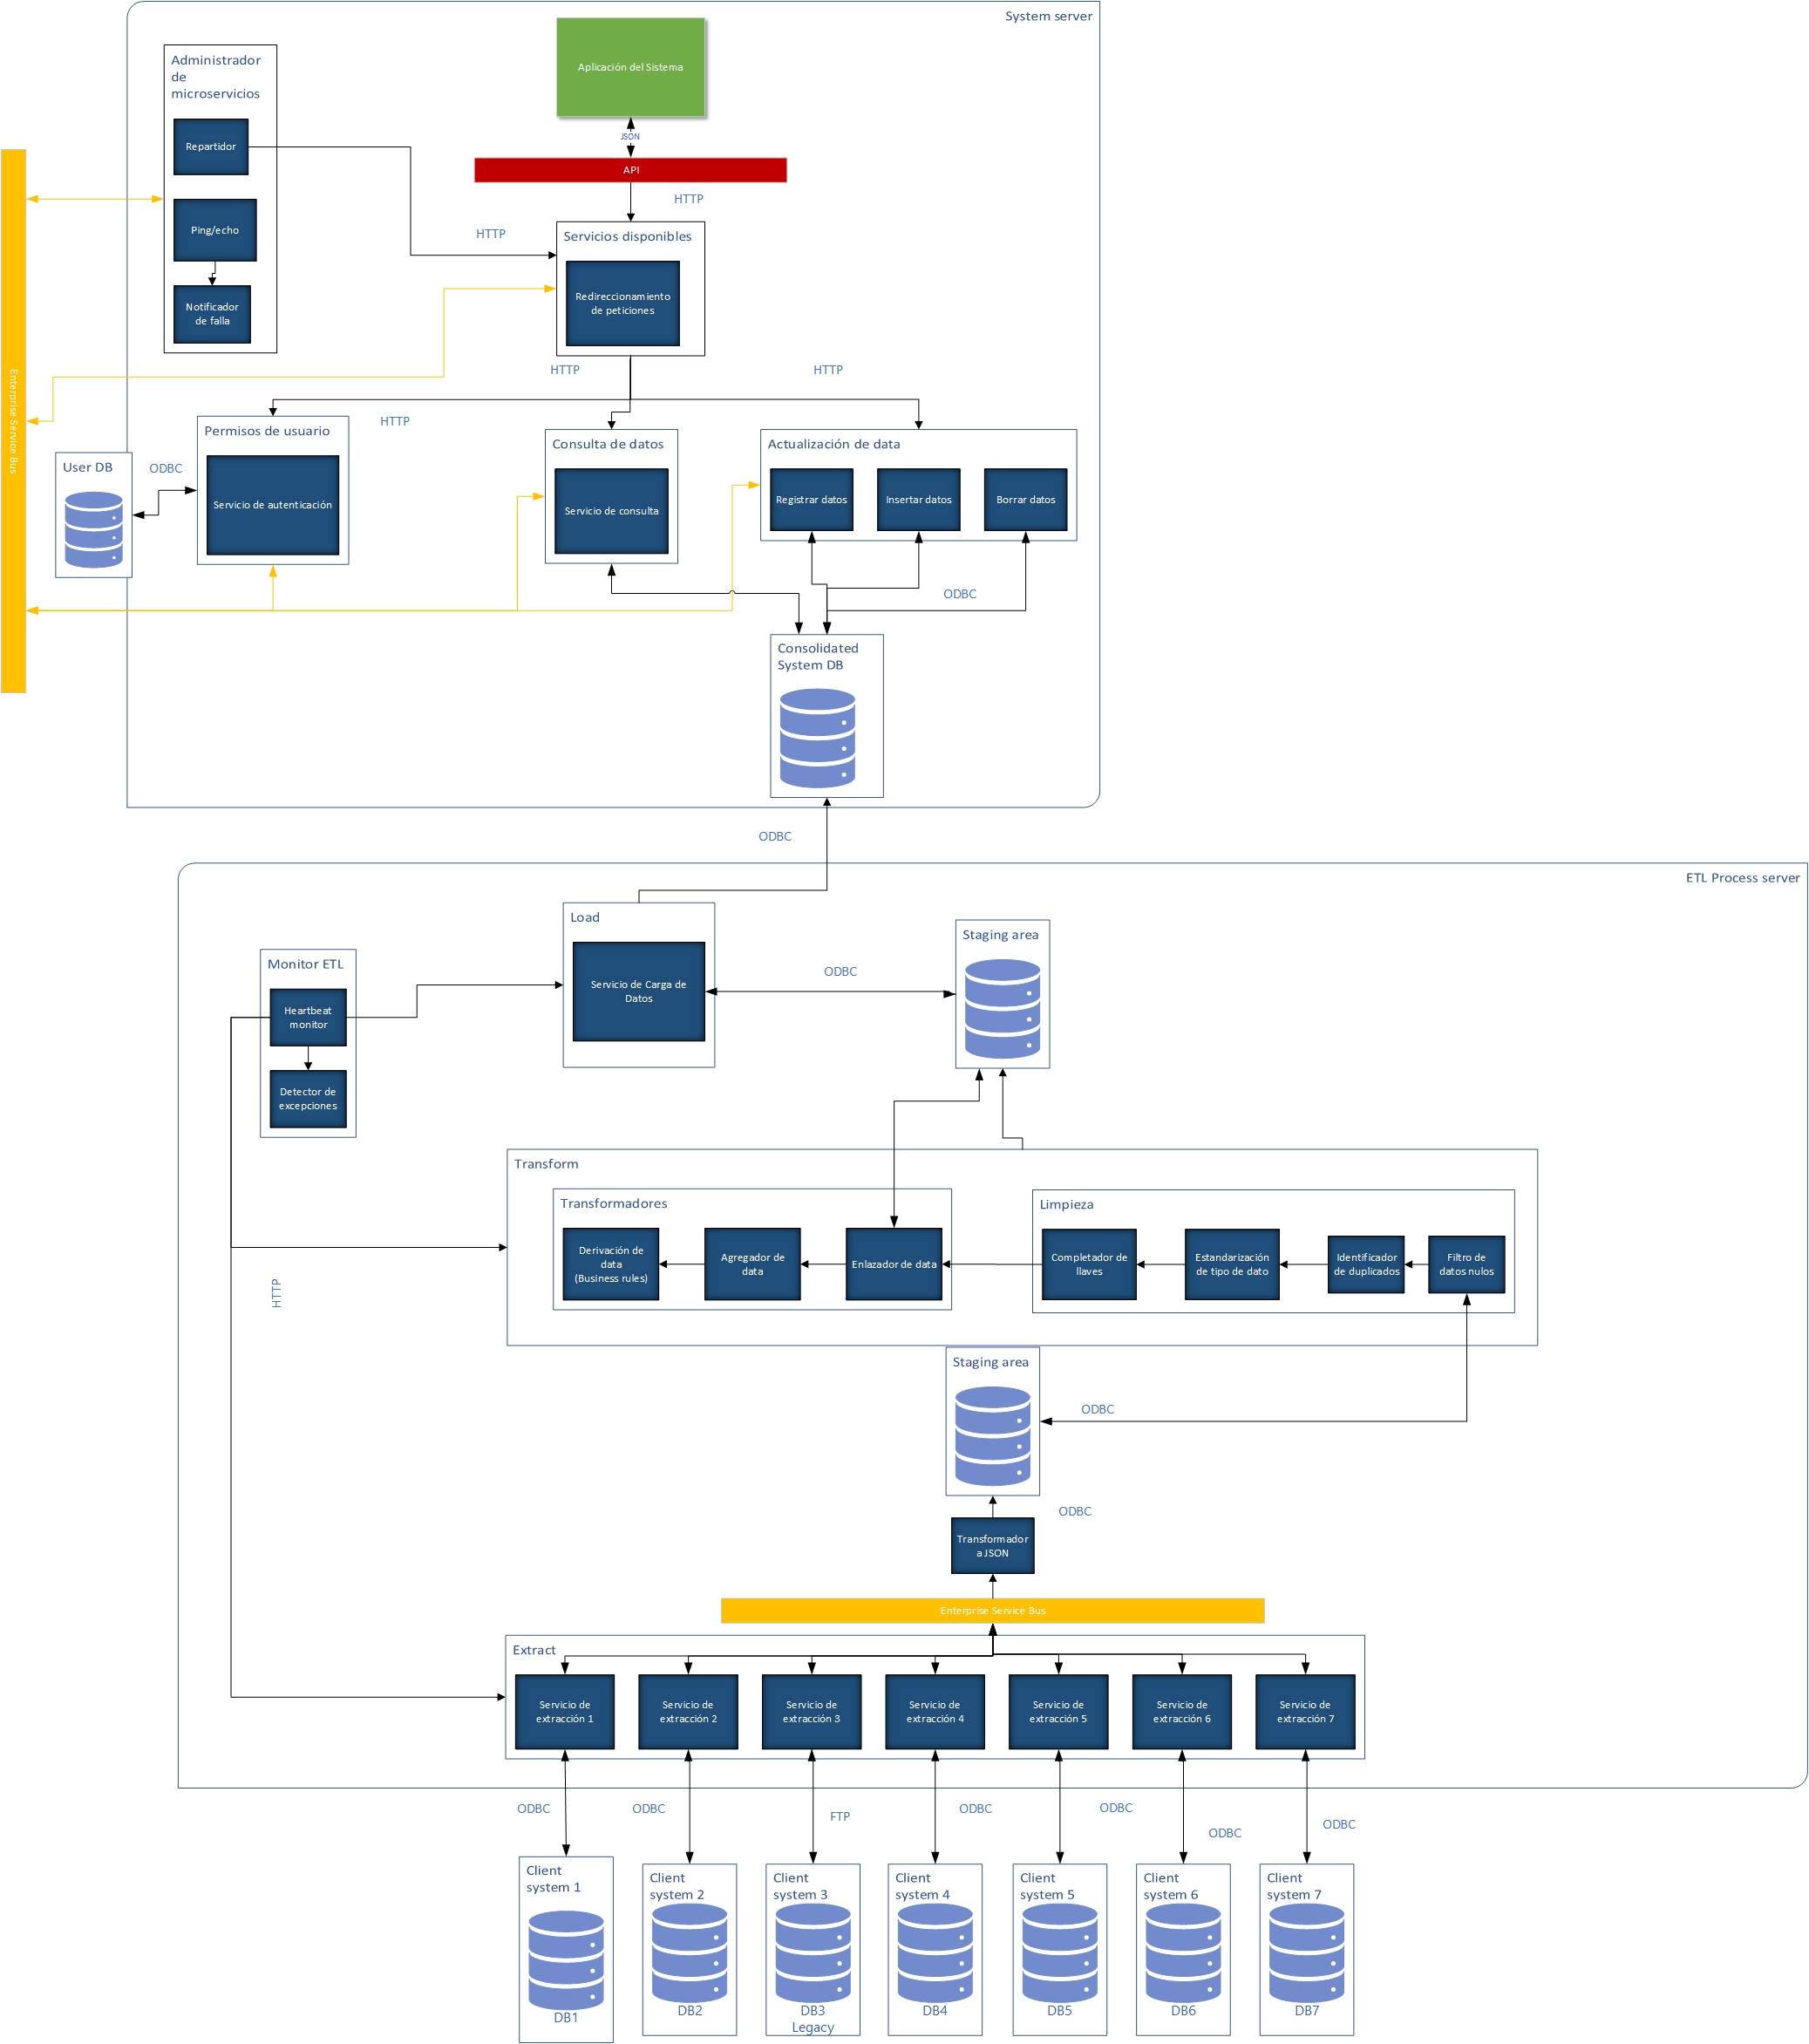 System server
Administrador
de
microservicios
Aplicación del Sistema
JSON
Repartidor
API
HTTP
Ping/echo
HTTP
Servicios disponibles
Redireccionamiento
de peticiones
Notificador
de falla
Enterprise Service Bus
HTTP
HTTP
HTTP
Permisos de usuario
Servicio de autenticación
User DB
ODBC
Consulta de datos
Servicio de consulta
Actualización de data
Registrar datos
Insertar datos
Borrar datos
ODBC
Consolidated
System DB
ODBC
ETL Process server
Load
Servicio de Carga de
Datos
Staging area
ODBC
Monitor ETL
Heartbeat
monitor
Detector de
excepciones
Transform
Transformadores
Derivación de
data
(Business rules)
Agregador de
data
Enlazador de data
Limpieza
Completador de
llaves
Estandarización
de tipo de dato
Identificador
de duplicados
Filtro de
datos nulos
HTTP
Staging area
ODBC
ODBC
Transformador
a JSON
Enterprise Service Bus
Extract
Servicio de
extracción 1
Servicio de
extracción 2
Servicio de
extracción 3
Servicio de
extracción 4
Servicio de
extracción 5
Servicio de
extracción 6
Servicio de
extracción 7
ODBC
ODBC
FTP
ODBC
ODBC
ODBC
ODBC
Client
system 1
DB1
Client
system 2
DB2
Client
system 3
DB3
Legacy
Client
system 4
DB4
Client
system 5
DB5
Client
system 6
DB6
Client
system 7
DB7